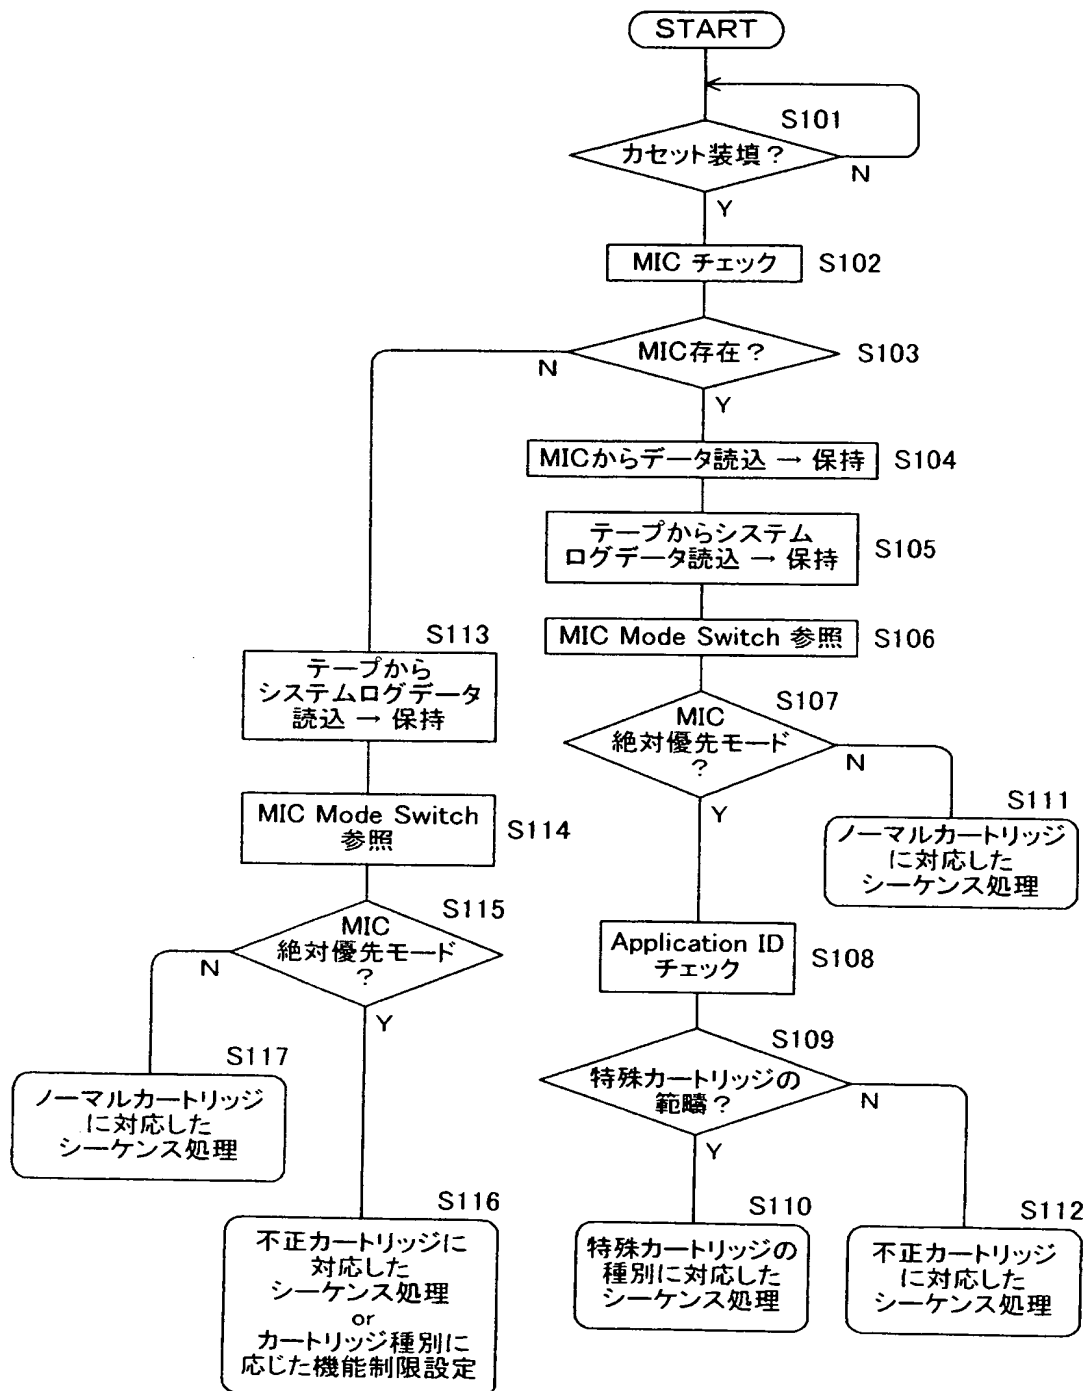 START
S101
カセット装填？
N
Y
MIC チェック
S102
MIC存在？
S103
N
Y
MICからデータ読込 → 保持
S104
テープからシステム
ログデータ読込 → 保持
S105
MIC Mode Switch 参照
S106
S107
MIC
絶対優先モード
？
N
Y
S111
ノーマルカートリッジ
に対応した
シーケンス処理
Application ID
チェック
S108
S109
特殊カートリッジの
範疇？
N
Y
S110
特殊カートリッジの
種別に対応した
シーケンス処理
S112
不正カートリッジ
に対応した
シーケンス処理
S113
テープから
システムログデータ
読込 → 保持
MIC Mode Switch
参照
S114
S115
MIC
絶対優先モード
？
N
Y
S117
ノーマルカートリッジ
に対応した
シーケンス処理
S116
不正カートリッジに
対応した
シーケンス処理
or
カートリッジ種別に
応じた機能制限設定